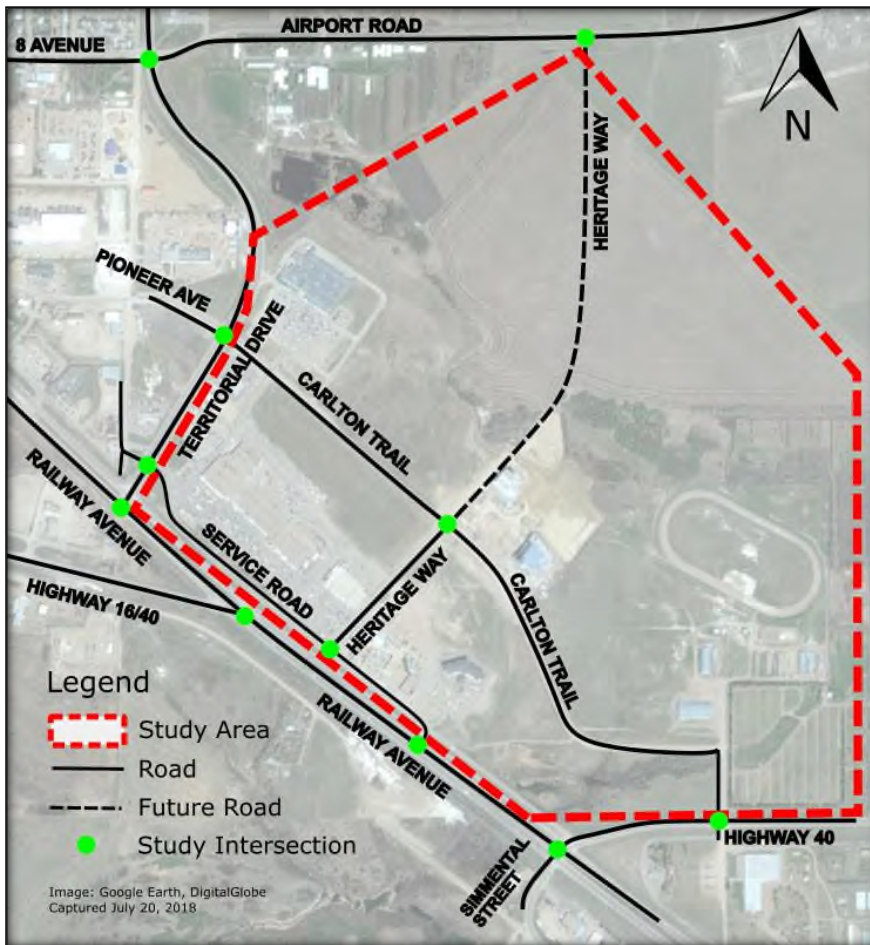 AIRPORT ROAD
8 AVENUE
N
HERITAGE WAY
PIONEER AVE
TERRITORIAL DRIVE
CARLTON TRAIL
RAILWAY AVENUE
SERVICE ROAD
HIGHWAY 16/40
HERITAGE WAY
CARLTON TRAIL
RAILWAY AVENUE
HIGHWAY 40
SIMMENTAL
STREET
Legend
Study Area
Road
Future Road
Study Intersection
Image: Google Earth, DigitalGlobe
Captured July 20, 2018